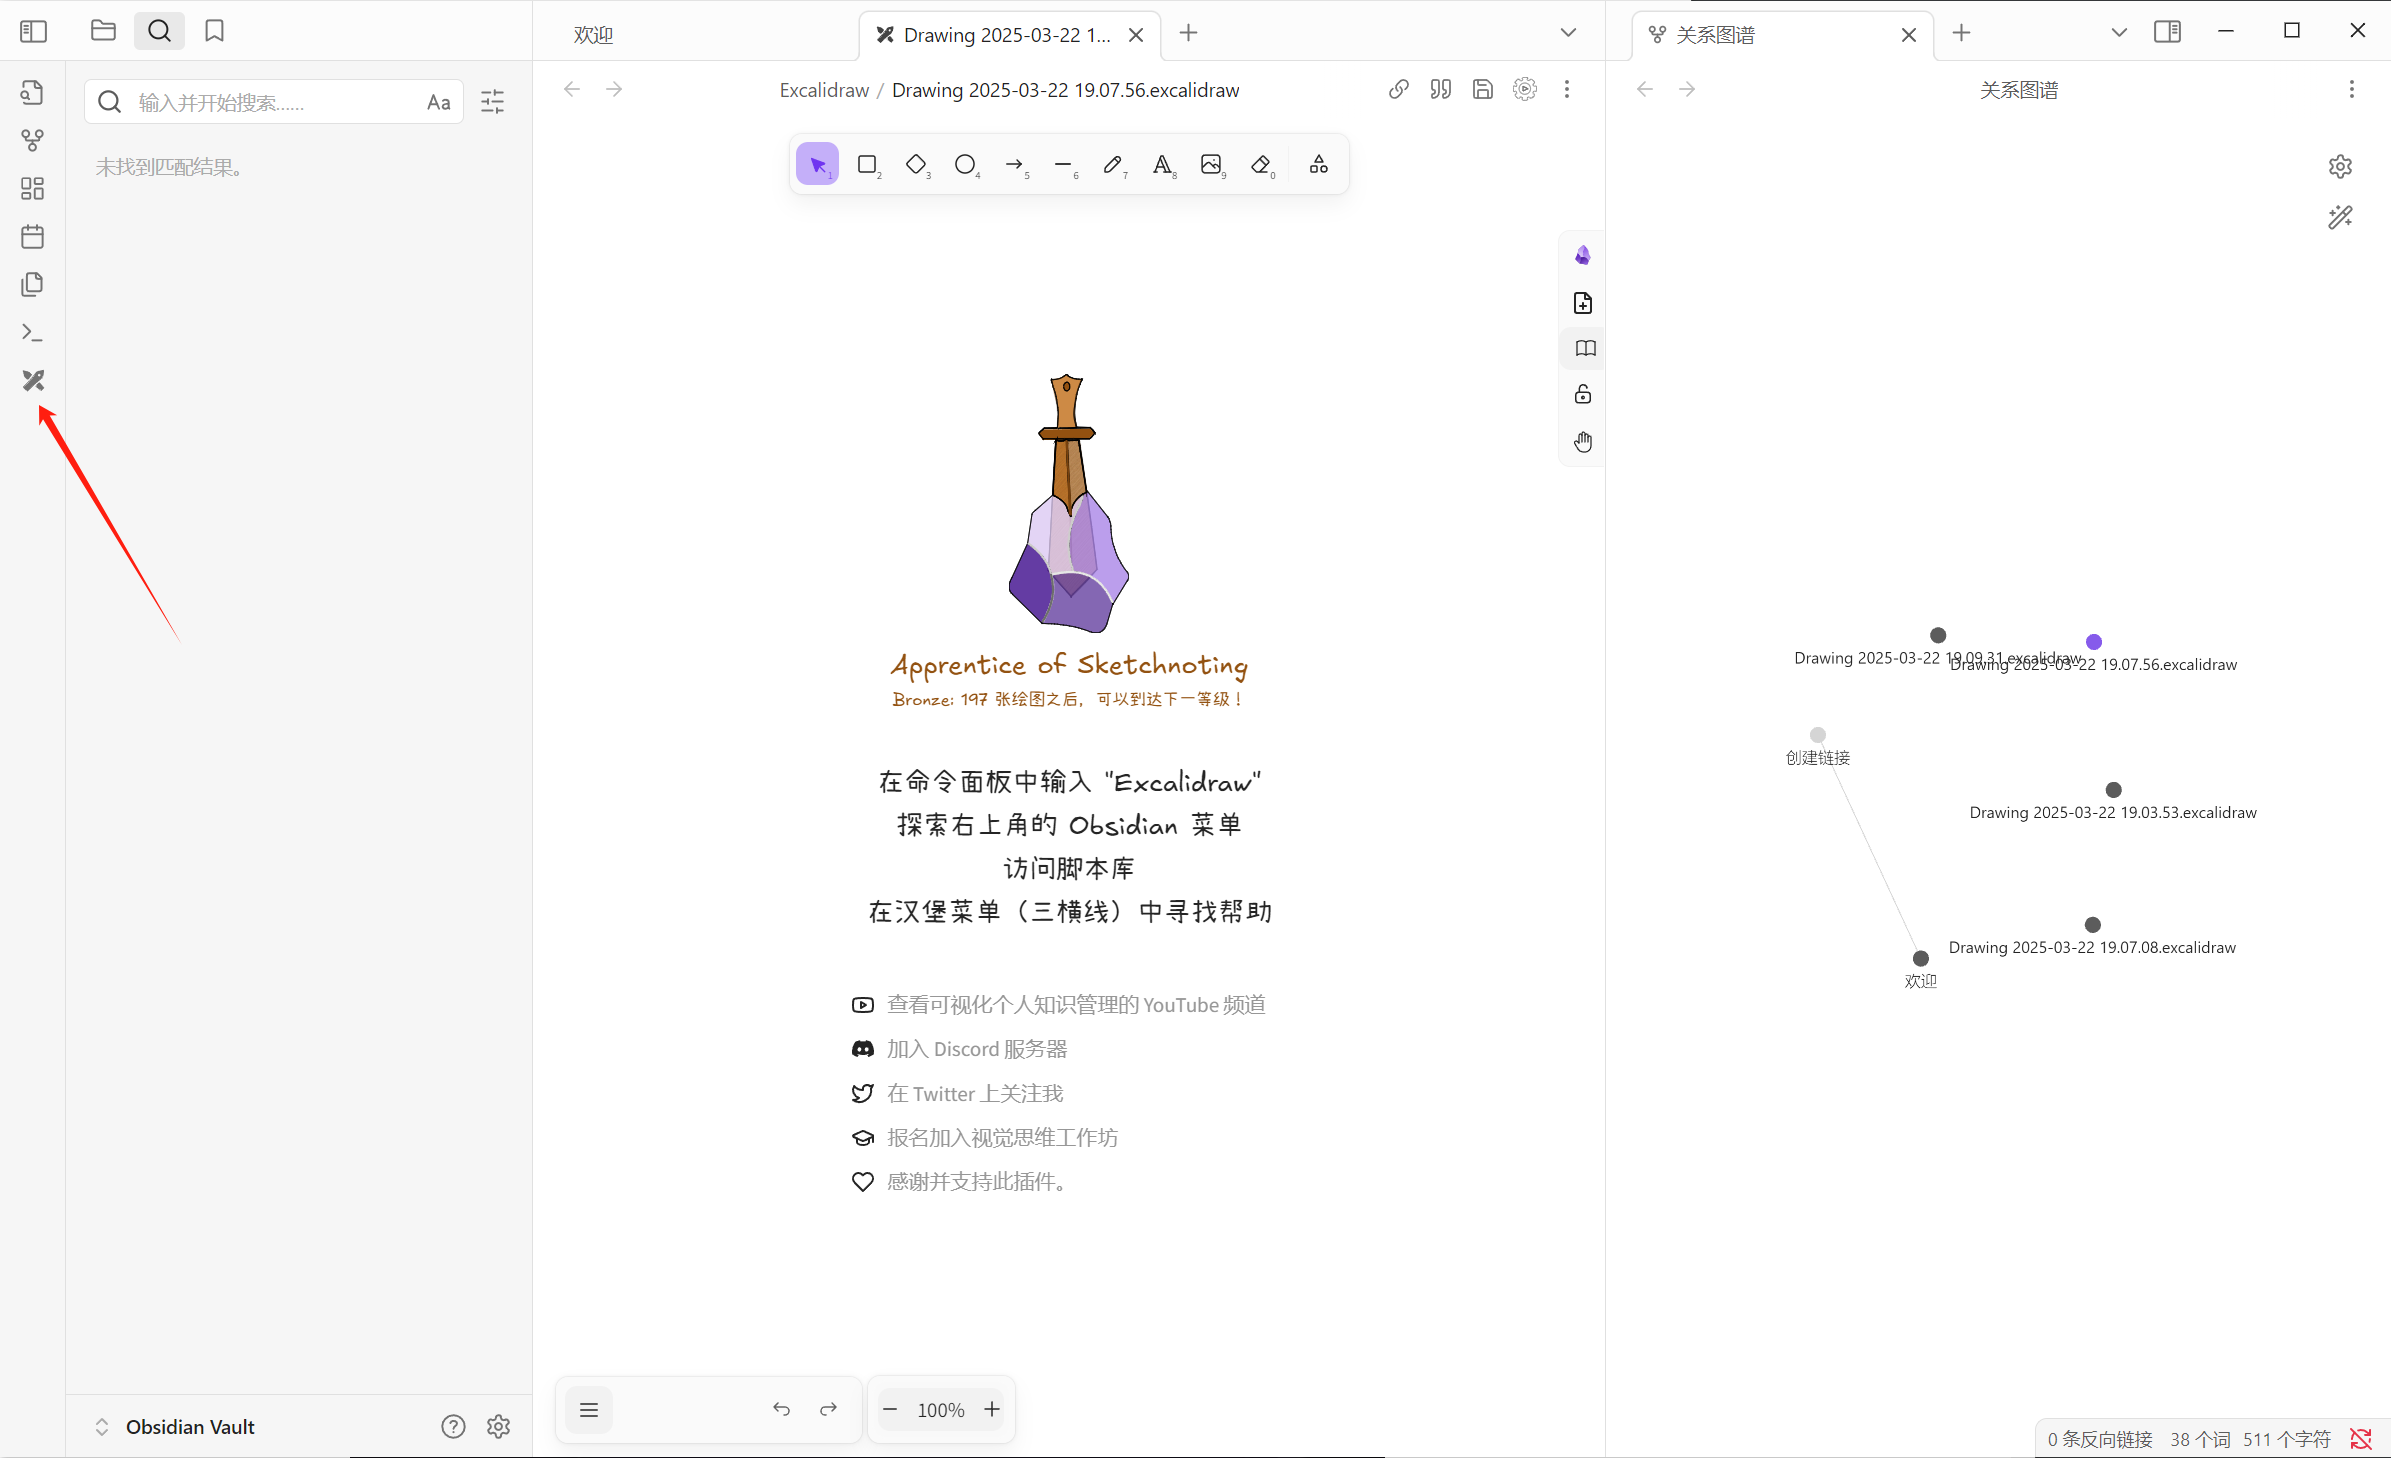 欢迎
Drawing 2025-03-22 1...
关系图谱
输入并开始搜索......
Aa
未找到匹配结果。
Excalidraw / Drawing 2025-03-22 19.07.56.excalidraw
关系图谱
1 2 3 4 5 6 7 8 9 0
Apprentice of Sketchnoting
Bronze: 197 张绘图之后，可以到达下一等级！
在命令面板中输入 "Excalidraw"
探索右上角的 Obsidian 菜单
访问脚本库
在汉堡菜单（三横线）中寻找帮助
查看可视化个人知识管理的 YouTube 频道
加入 Discord 服务器
在 Twitter 上关注我
报名加入视觉思维工作坊
感谢并支持此插件。
Drawing 2025-03-22 19.09.31.excalidraw
Drawing 2025-03-22 19.07.56.excalidraw
创建链接
Drawing 2025-03-22 19.03.53.excalidraw
Drawing 2025-03-22 19.07.08.excalidraw
欢迎
Obsidian Vault
100%
0 条反向链接 38 个词 511 个字符